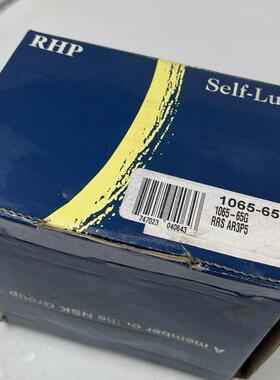 RHP
Self-Lu
1065-65
1065-65G
RRS AR3P5
747023 040643
A member of the NSK Group